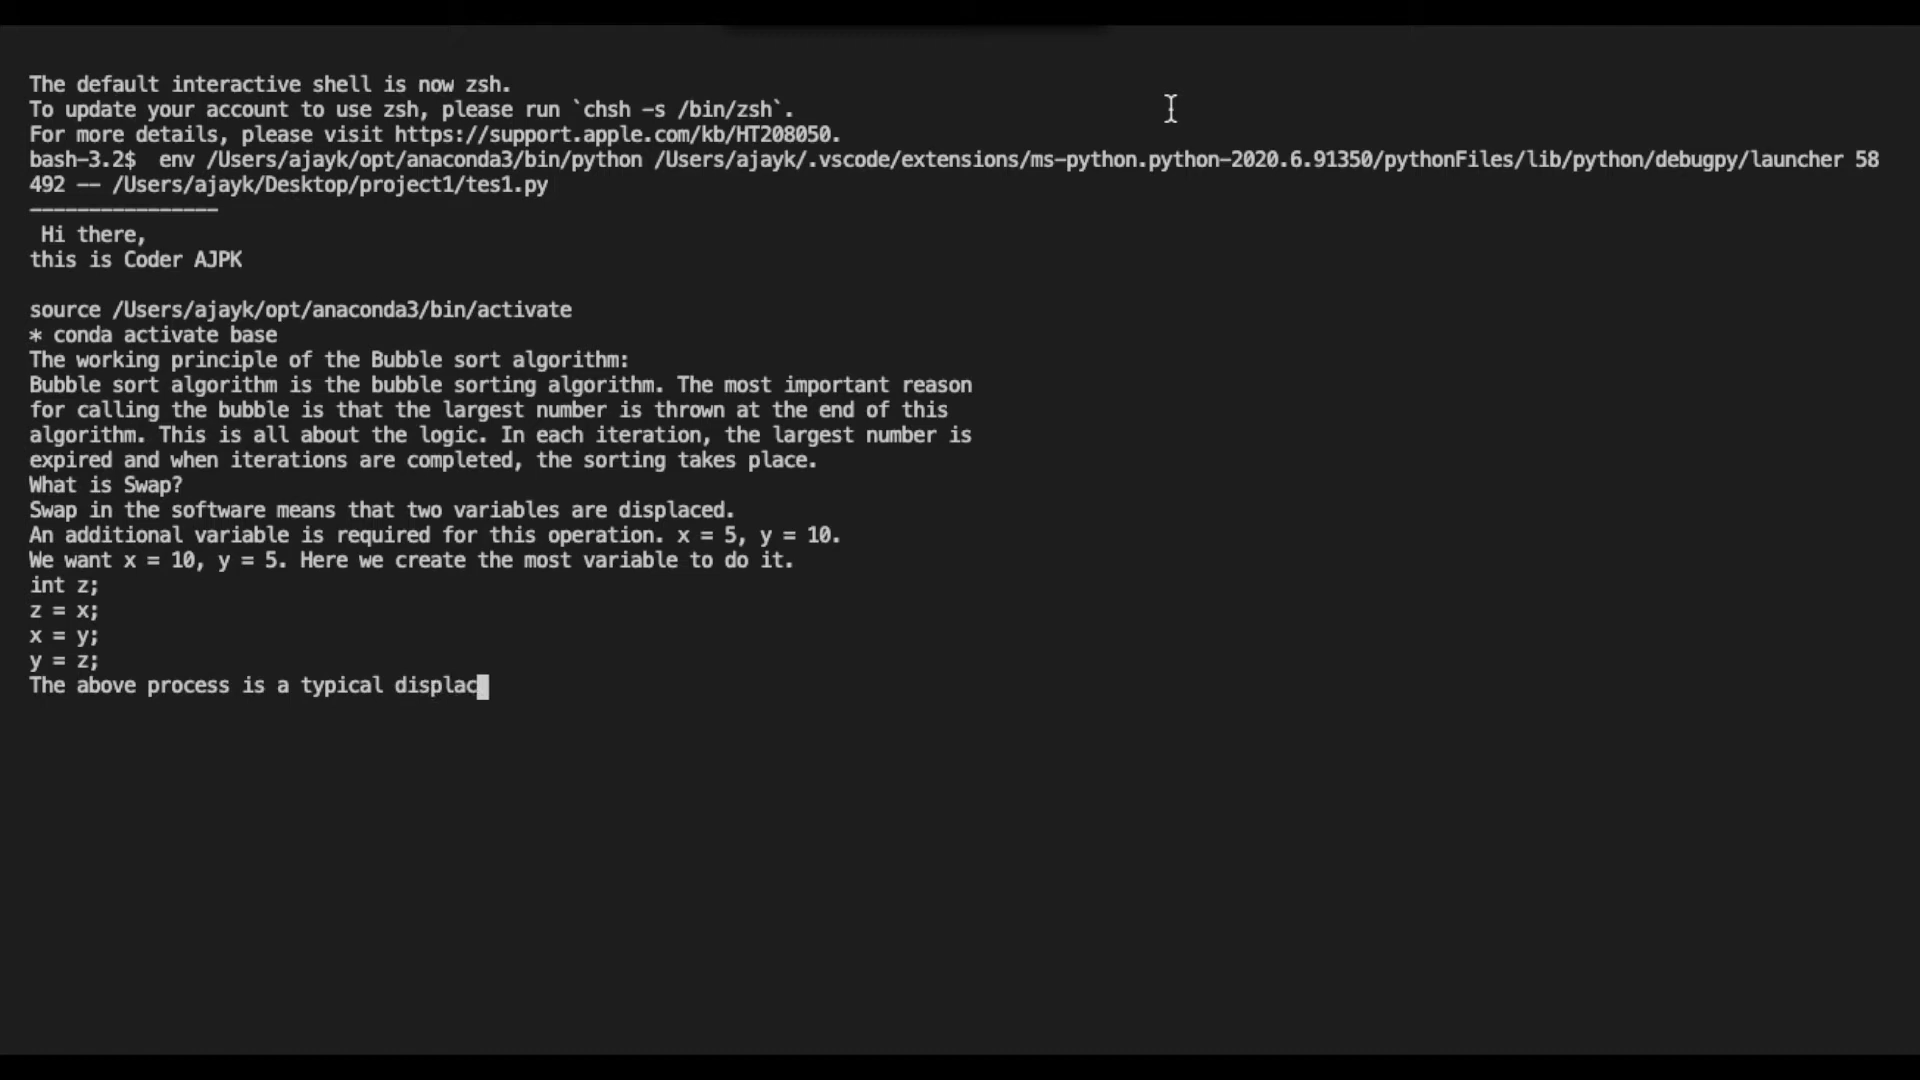 The default interactive shell is now zsh.
To update your account to use zsh, please run `chsh -s /bin/zsh`.
For more details, please visit https://support.apple.com/kb/HT208050.
bash-3.2$  env /Users/ajayk/opt/anaconda3/bin/python /Users/ajayk/.vscode/extensions/ms-python.python-2020.6.91350/pythonFiles/lib/python/debugpy/launcher 58
492 -- /Users/ajayk/Desktop/project1/tes1.py
----------------
 Hi there,
this is Coder AJPK

source /Users/ajayk/opt/anaconda3/bin/activate
* conda activate base
The working principle of the Bubble sort algorithm:
Bubble sort algorithm is the bubble sorting algorithm. The most important reason
for calling the bubble is that the largest number is thrown at the end of this
algorithm. This is all about the logic. In each iteration, the largest number is
expired and when iterations are completed, the sorting takes place.
What is Swap?
Swap in the software means that two variables are displaced.
An additional variable is required for this operation. x = 5, y = 10.
We want x = 10, y = 5. Here we create the most variable to do it.
int z;
z = x;
x = y;
y = z;
The above process is a typical displac